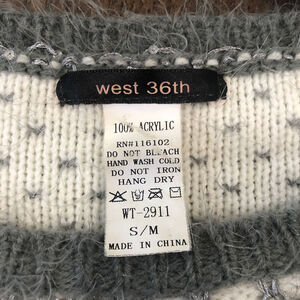 west 36th
100% ACRYLIC
RN#116102
DO NOT BLEACH
HAND WASH COLD
DO NOT IRON
HANG DRY
WT-2911
S/M
MADE IN CHINA